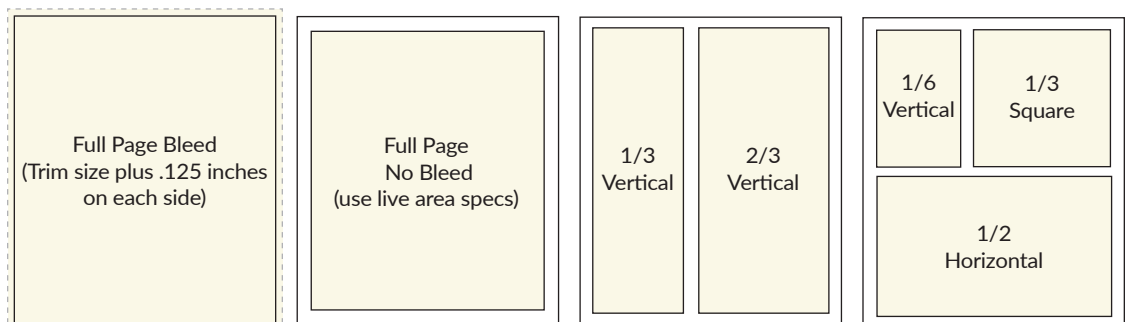 Full Page Bleed
(Trim size plus .125 inches
on each side)
Full Page
No Bleed
(use live area specs)
1/3
Vertical
2/3
Vertical
1/6
Vertical
1/3
Square
1/2
Horizontal